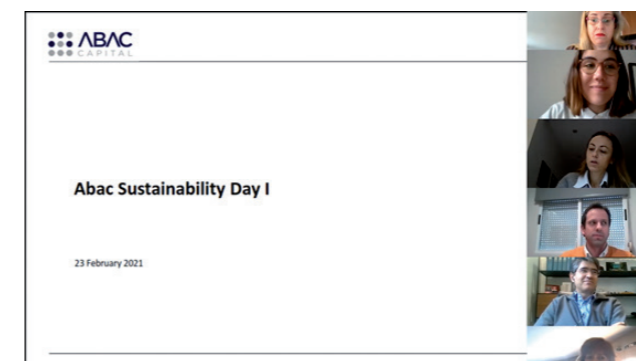 ABAC
CAPITAL
Abac Sustainability Day I
23 February 2021